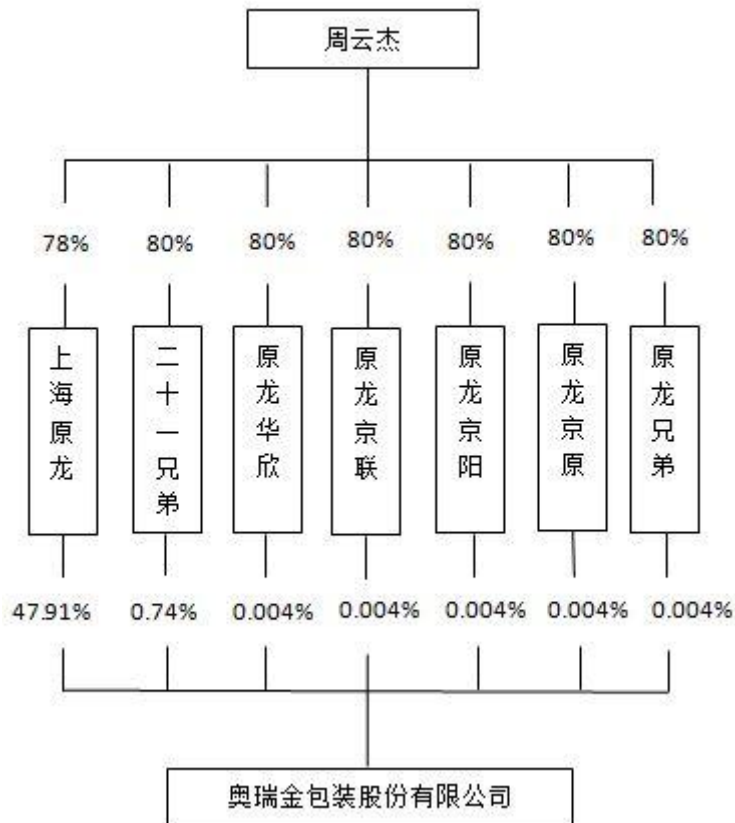 周云杰
78% 80% 80% 80% 80% 80% 80%
上海原龙
二十一兄弟
原龙华欣
原龙京联
原龙京阳
原龙京原
原龙兄弟
47.91% 0.74% 0.004% 0.004% 0.004% 0.004% 0.004%
奥瑞金包装股份有限公司